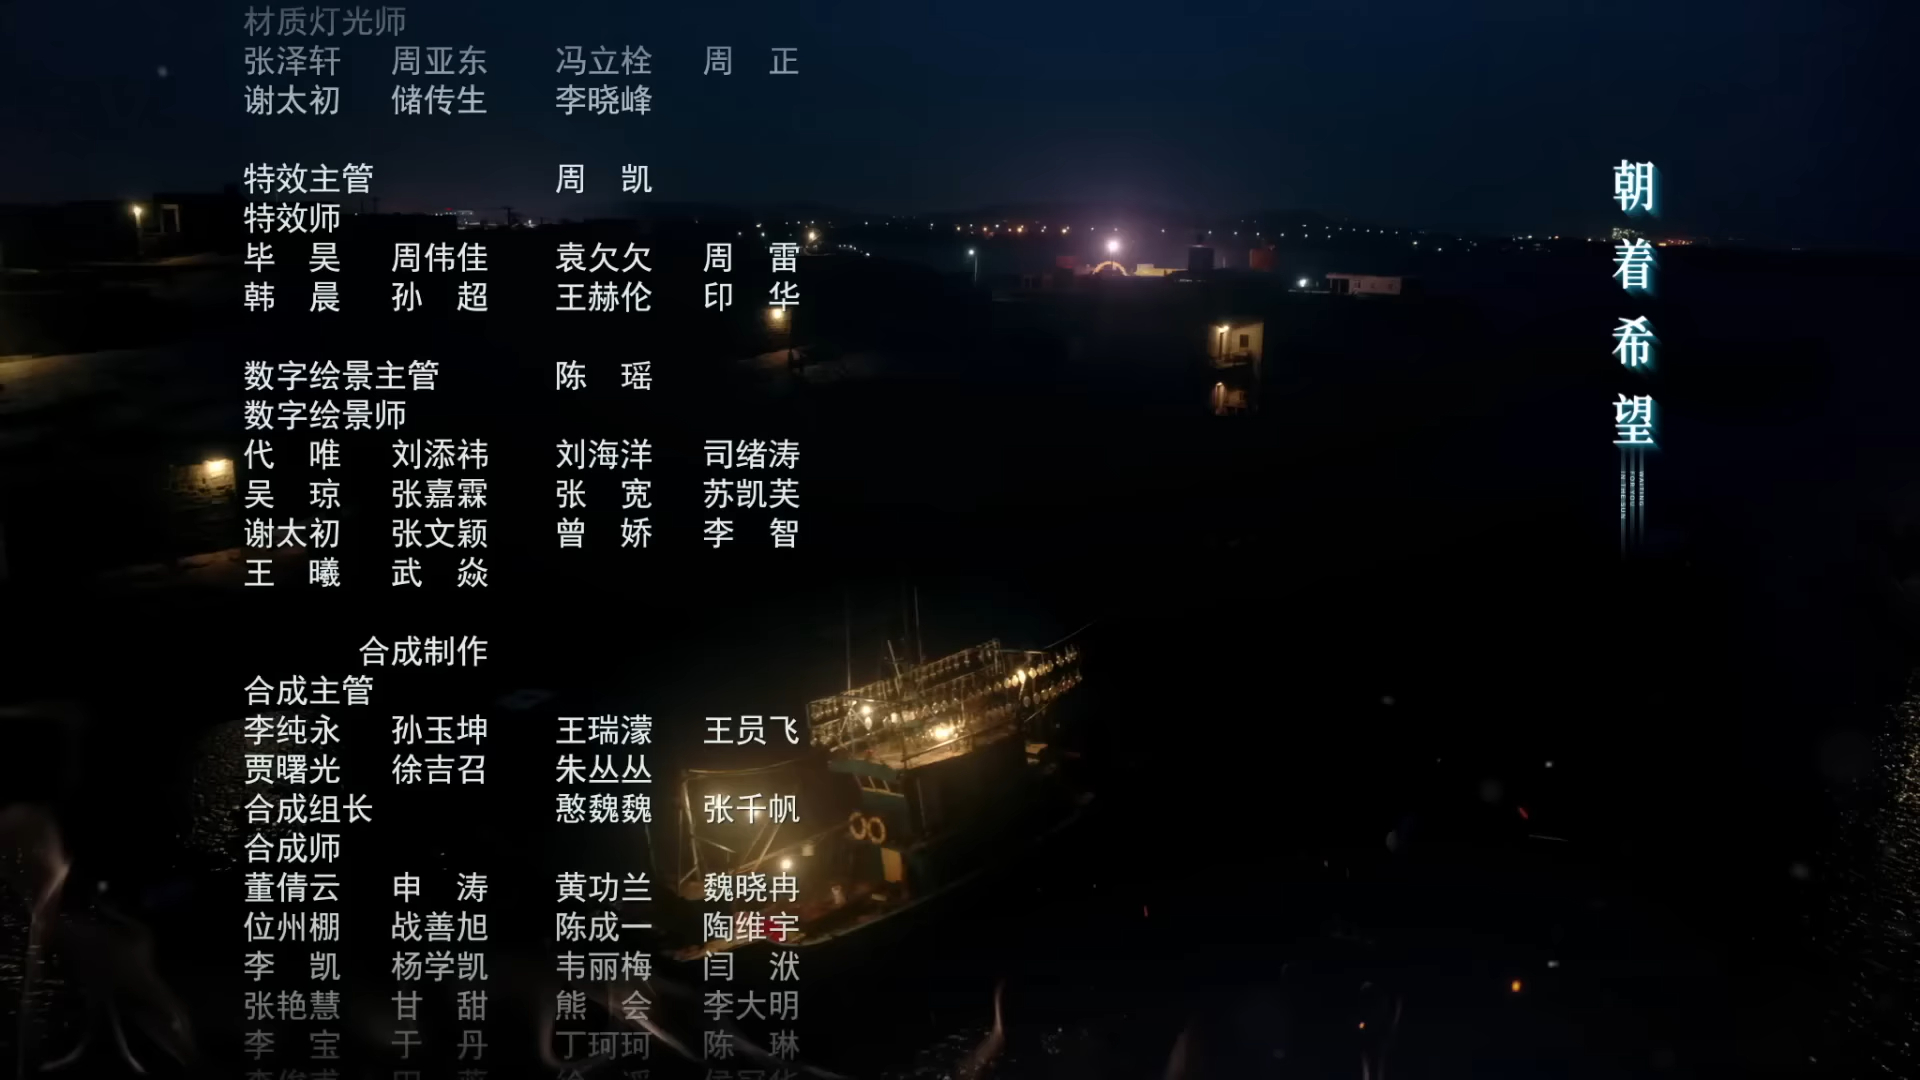 材质灯光师
张泽轩 周亚东 冯立栓 周 正
谢太初 储传生 李晓峰
特效主管 周 凯
特效师
毕 昊 周伟佳 袁欠欠 周 雷
韩 晨 孙 超 王赫伦 印 华
数字绘景主管 陈 瑶
数字绘景师
代 唯 刘添祎 刘海洋 司绪涛
吴 琼 张嘉霖 张 宽 苏凯芙
谢太初 张文颖 曾 娇 李 智
王 曦 武 焱
合成制作
合成主管
李纯永 孙玉坤 王瑞濛 王员飞
贾曙光 徐吉召 朱丛丛
合成组长 憨魏魏 张千帆
合成师
董倩云 申 涛 黄功兰 魏晓冉
位州棚 战善旭 陈成一 陶维宇
李 凯 杨学凯 韦丽梅 闫 洑
张艳慧 甘 甜 熊 会 李大明
李 宝 于 丹 丁珂珂 陈 琳
朝着希望
WAITING
FOR YOU
IN THE SUN